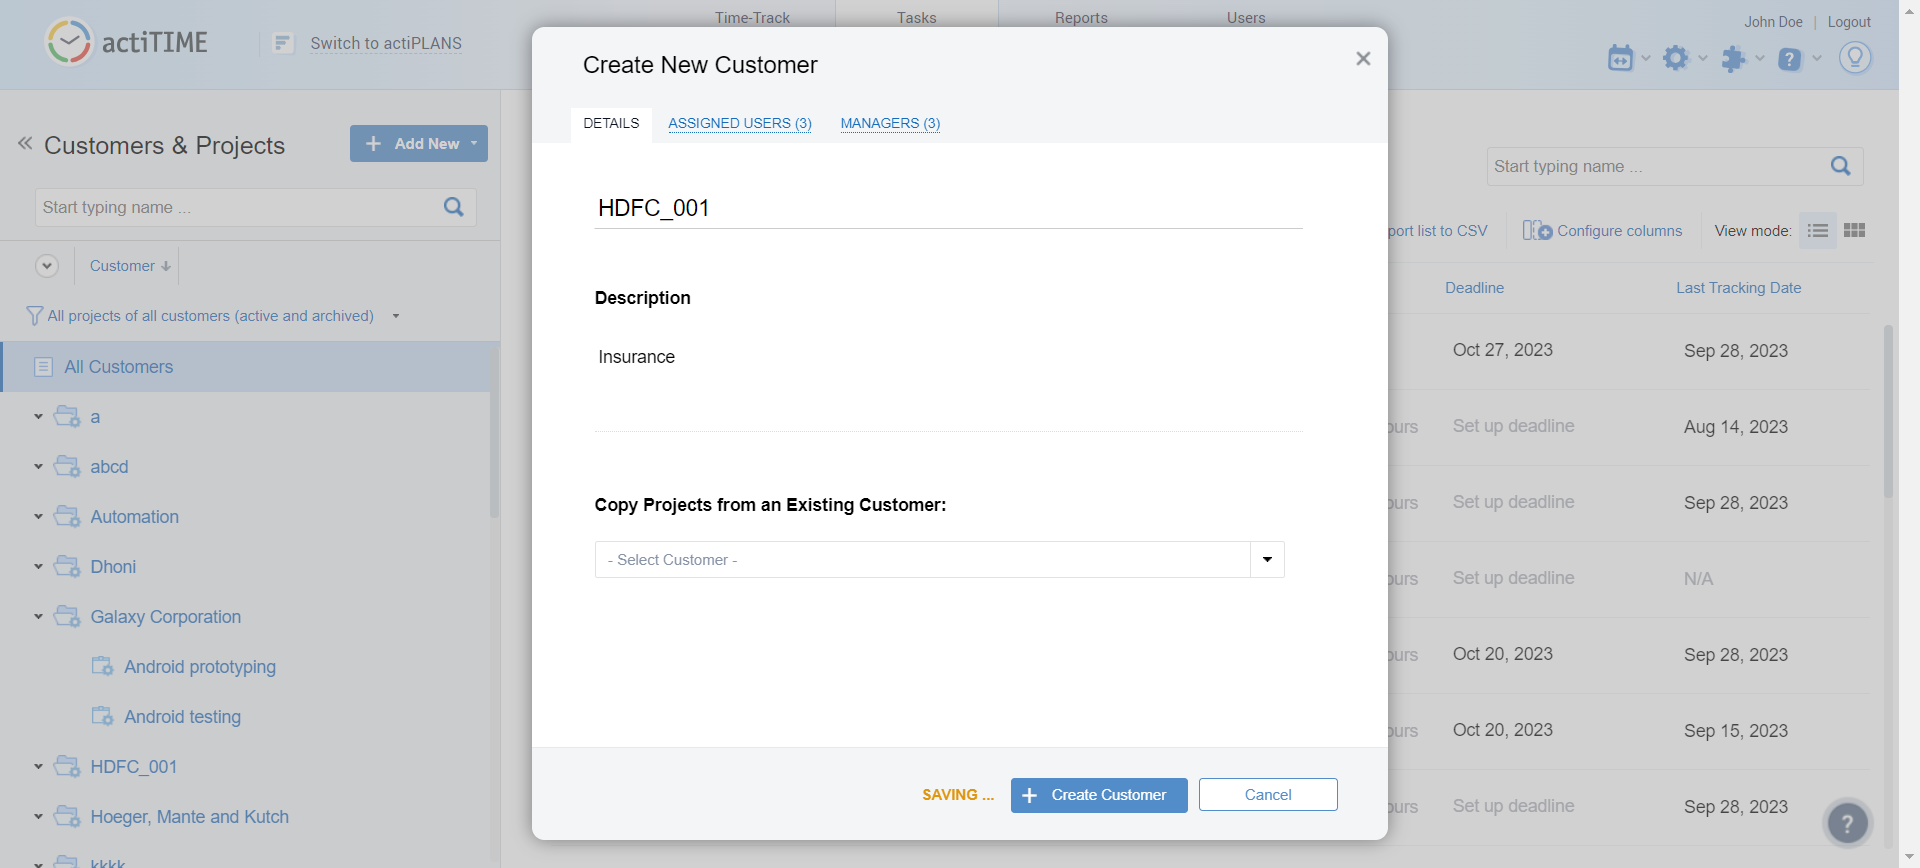 actiTIME
Switch to actiPLANS
Time-Track
Tasks
Reports
Users
John Doe
Logout
Customers & Projects
Add New
Start typing name ...
Customer
All projects of all customers (active and archived)
All Customers
a
abcd
Automation
Dhoni
Galaxy Corporation
Android prototyping
Android testing
HDFC_001
Hoeger, Mante and Kutch
kkkk
Create New Customer
DETAILS
ASSIGNED USERS (3)
MANAGERS (3)
HDFC_001
Description
Insurance
Copy Projects from an Existing Customer:
- Select Customer -
SAVING ...
Create Customer
Cancel
Start typing name ...
port list to CSV
Configure columns
View mode:
Deadline
Last Tracking Date
Oct 27, 2023
Sep 28, 2023
ours
Set up deadline
Aug 14, 2023
ours
Set up deadline
Sep 28, 2023
ours
Set up deadline
N/A
ours
Oct 20, 2023
Sep 28, 2023
ours
Oct 20, 2023
Sep 15, 2023
ours
Set up deadline
Sep 28, 2023
?